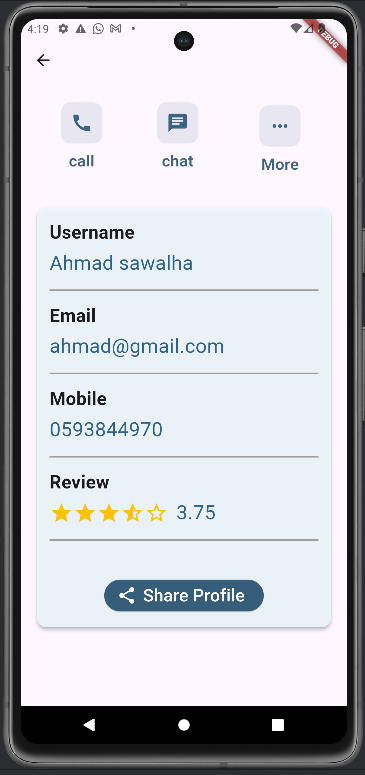 4:19
DEBUG
call
chat
More
Username
Ahmad sawalha
Email
ahmad@gmail.com
Mobile
0593844970
Review
3.75
Share Profile